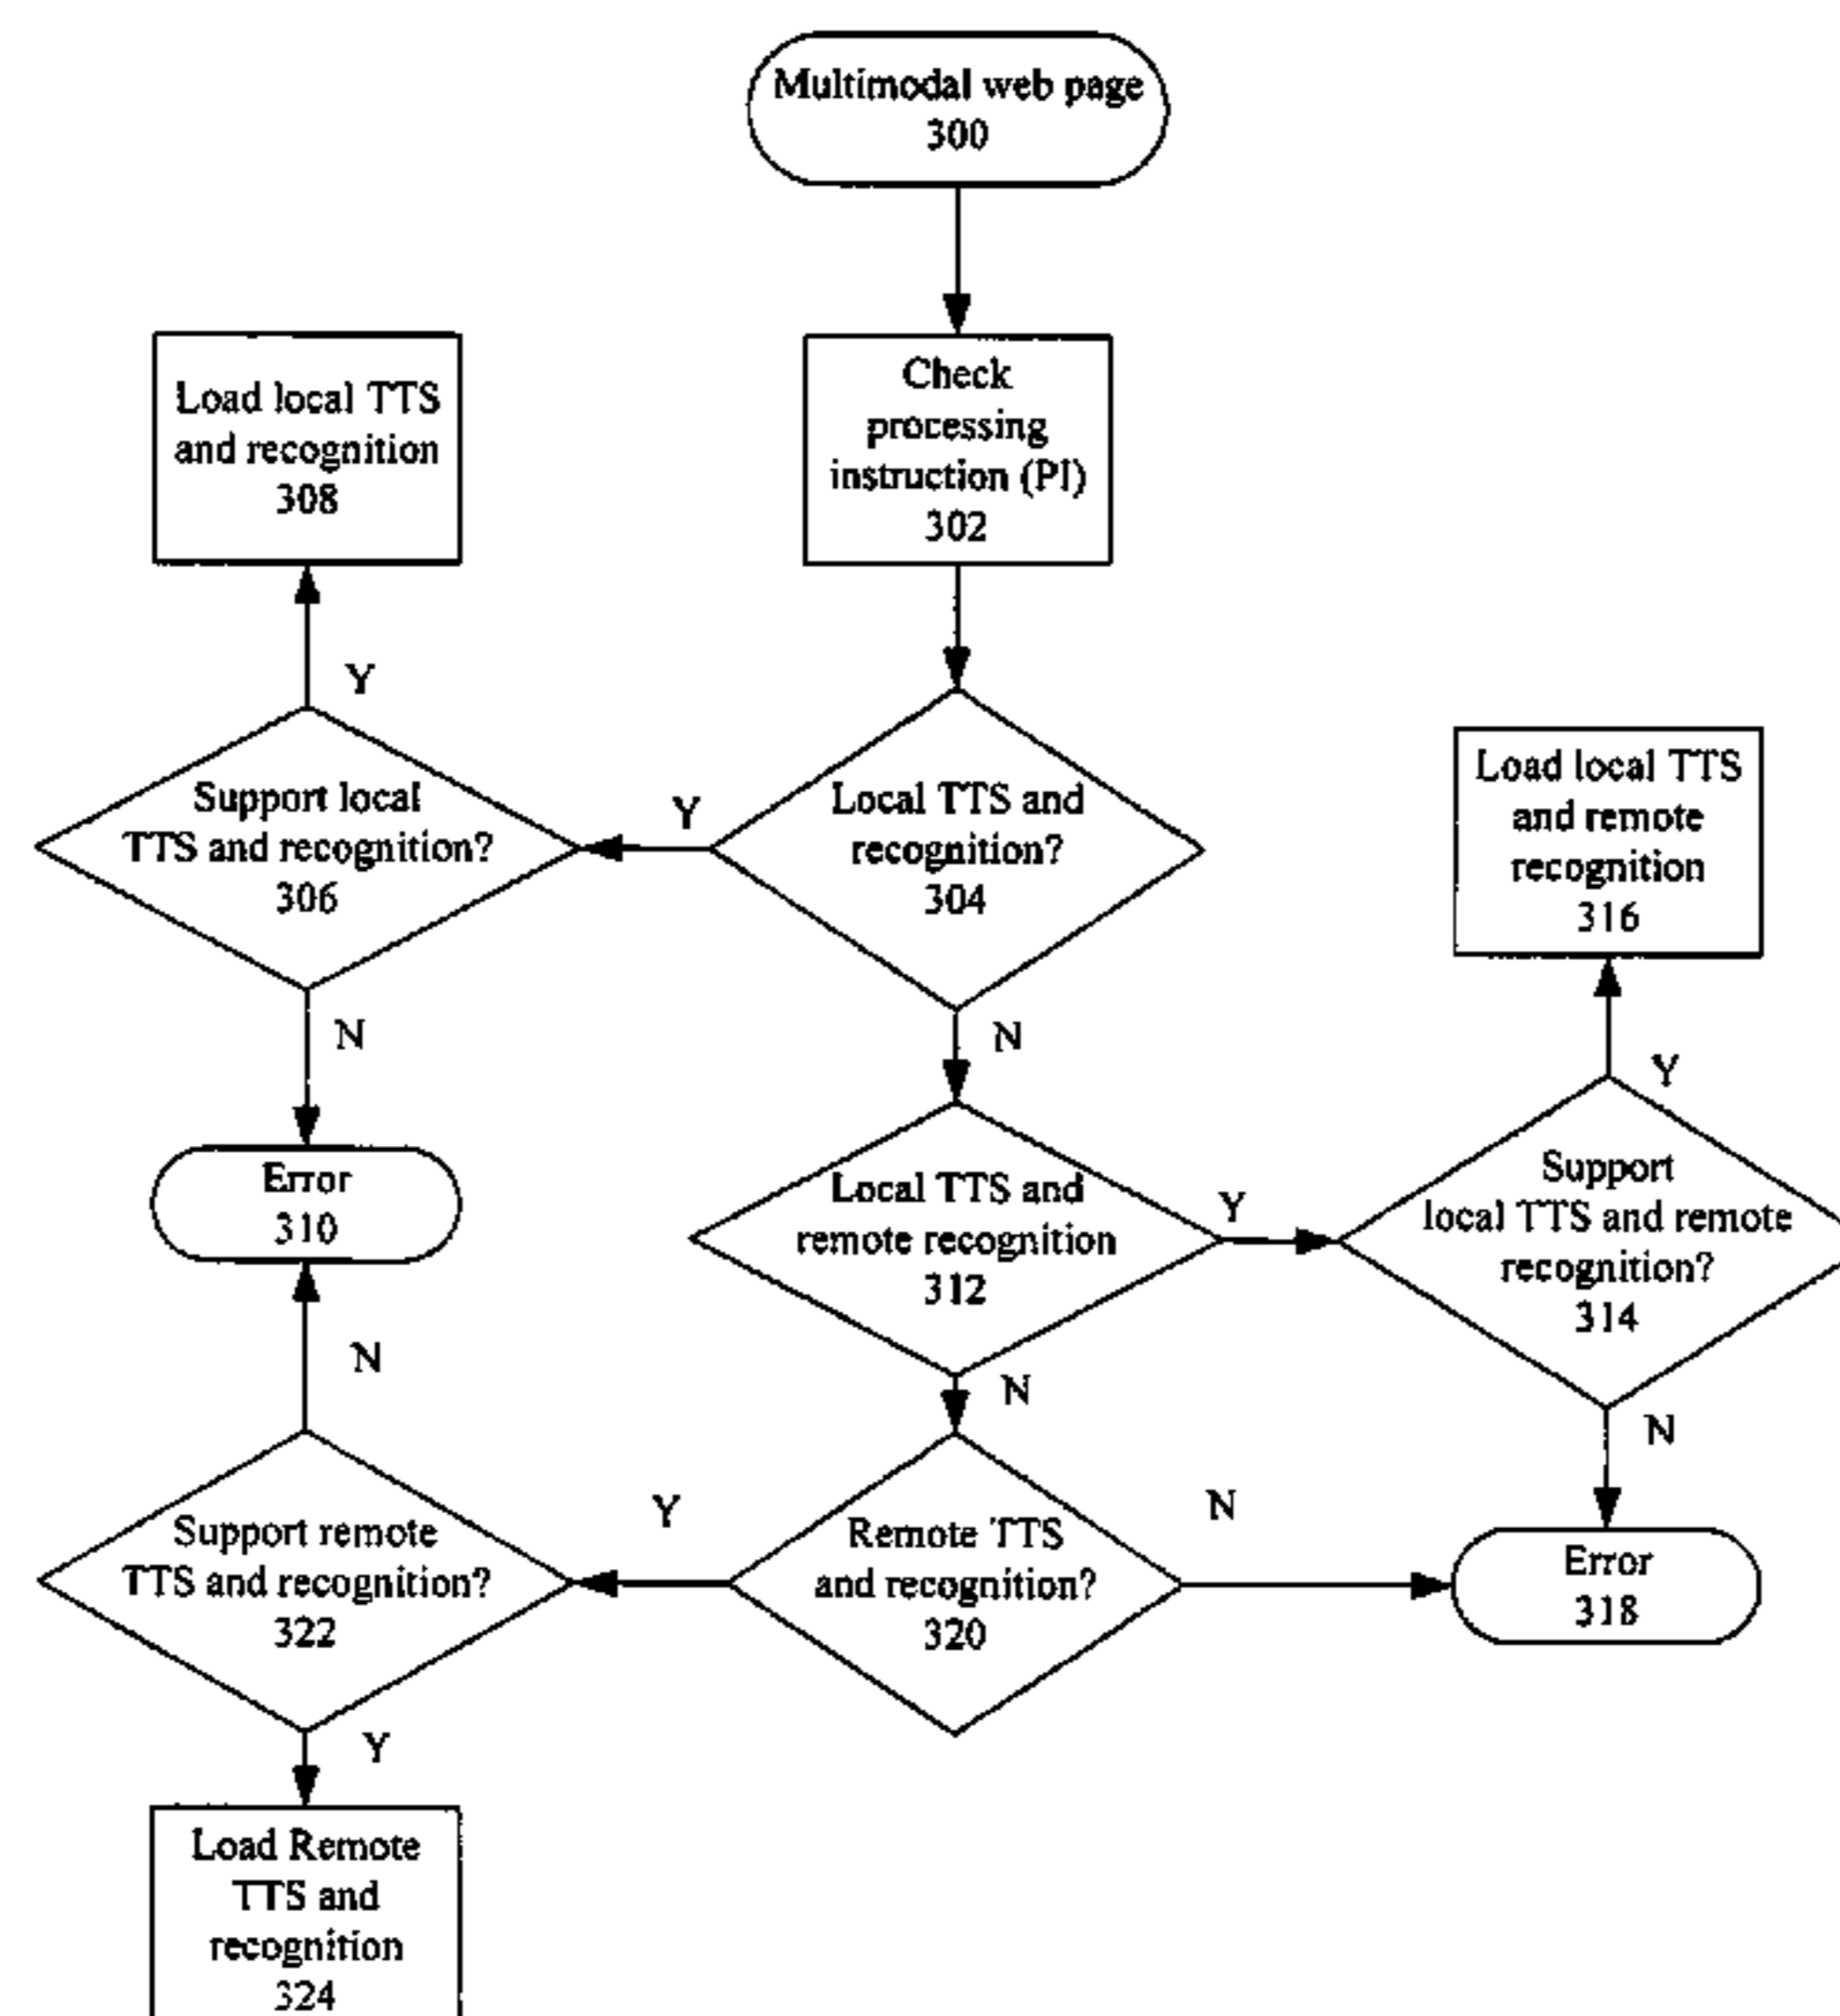 Multimodal web page
300
Check
processing
instruction (PI)
302
Load local TTS
and recognition
308
Y
Support local
TTS and recognition?
306
Y
Local TTS and
recognition?
304
Load local TTS
and remote
recognition
316
N
N
Y
Error
310
Local TTS and
remote recognition
312
Y
Support
local TTS and remote
recognition?
314
N
N
N
Support remote
TTS and recognition?
322
Y
Remote TTS
and recognition?
320
N
Error
318
Y
Load Remote
TTS and
recognition
324